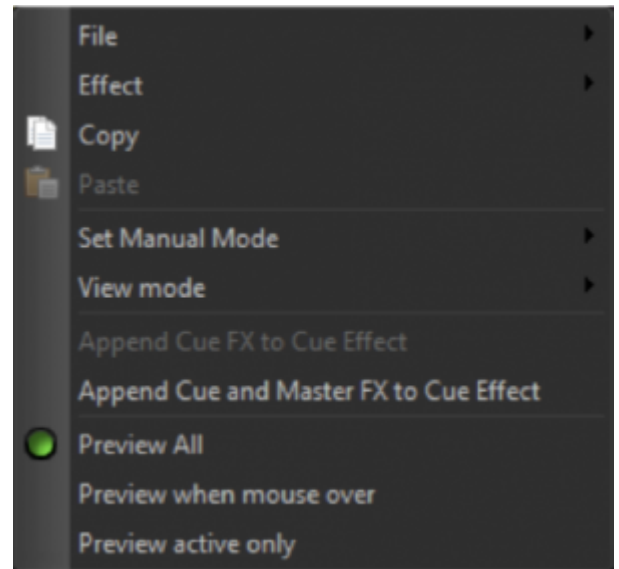 File
Effect
Copy
Paste
Set Manual Mode
View mode
Append Cue FX to Cue Effect
Append Cue and Master FX to Cue Effect
Preview All
Preview when mouse over
Preview active only